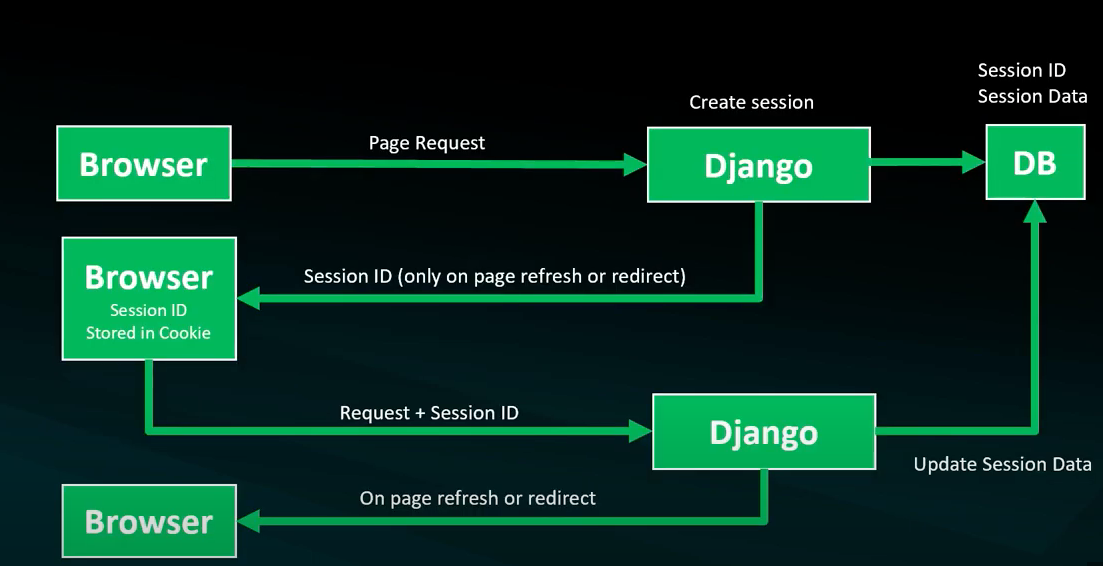 Session ID
Session Data
Create session
Browser
Page Request
Django
DB
Browser
Session ID
Stored in Cookie
Session ID (only on page refresh or redirect)
Request + Session ID
Django
Update Session Data
Browser
On page refresh or redirect